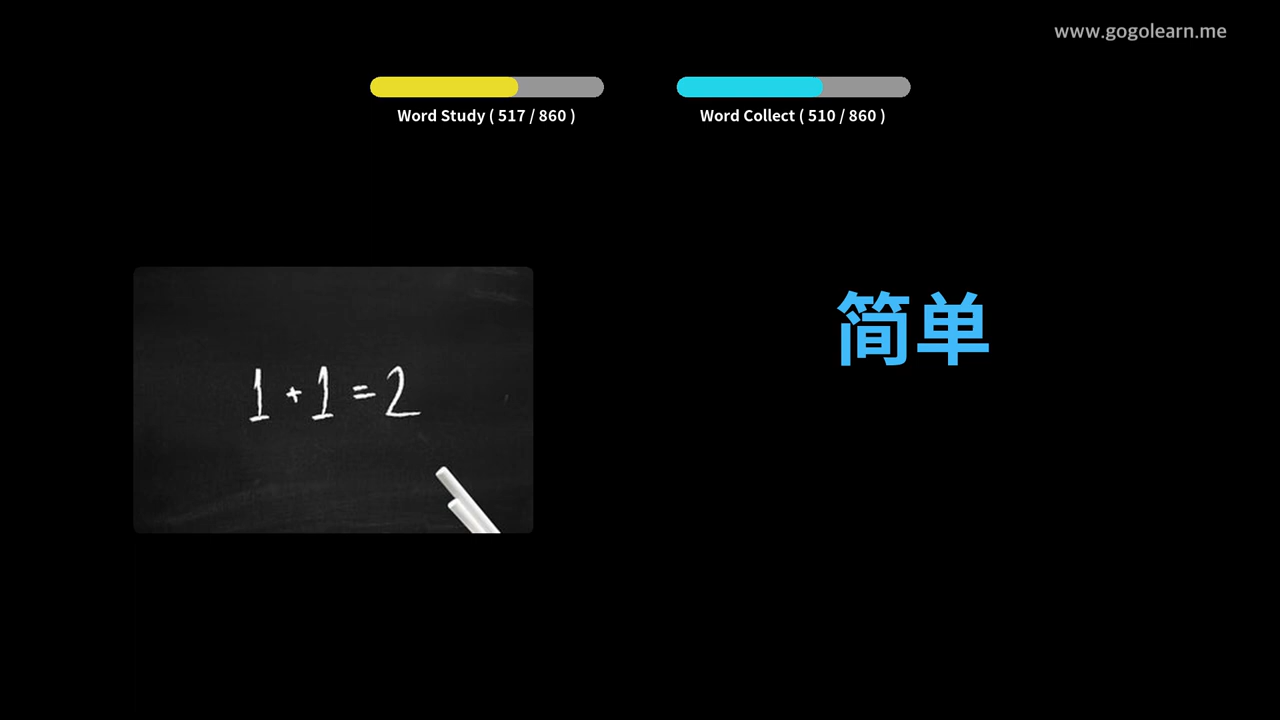 www.gogolearn.me
Word Study ( 517 / 860 )
Word Collect ( 510 / 860 )
简单
1 + 1 = 2